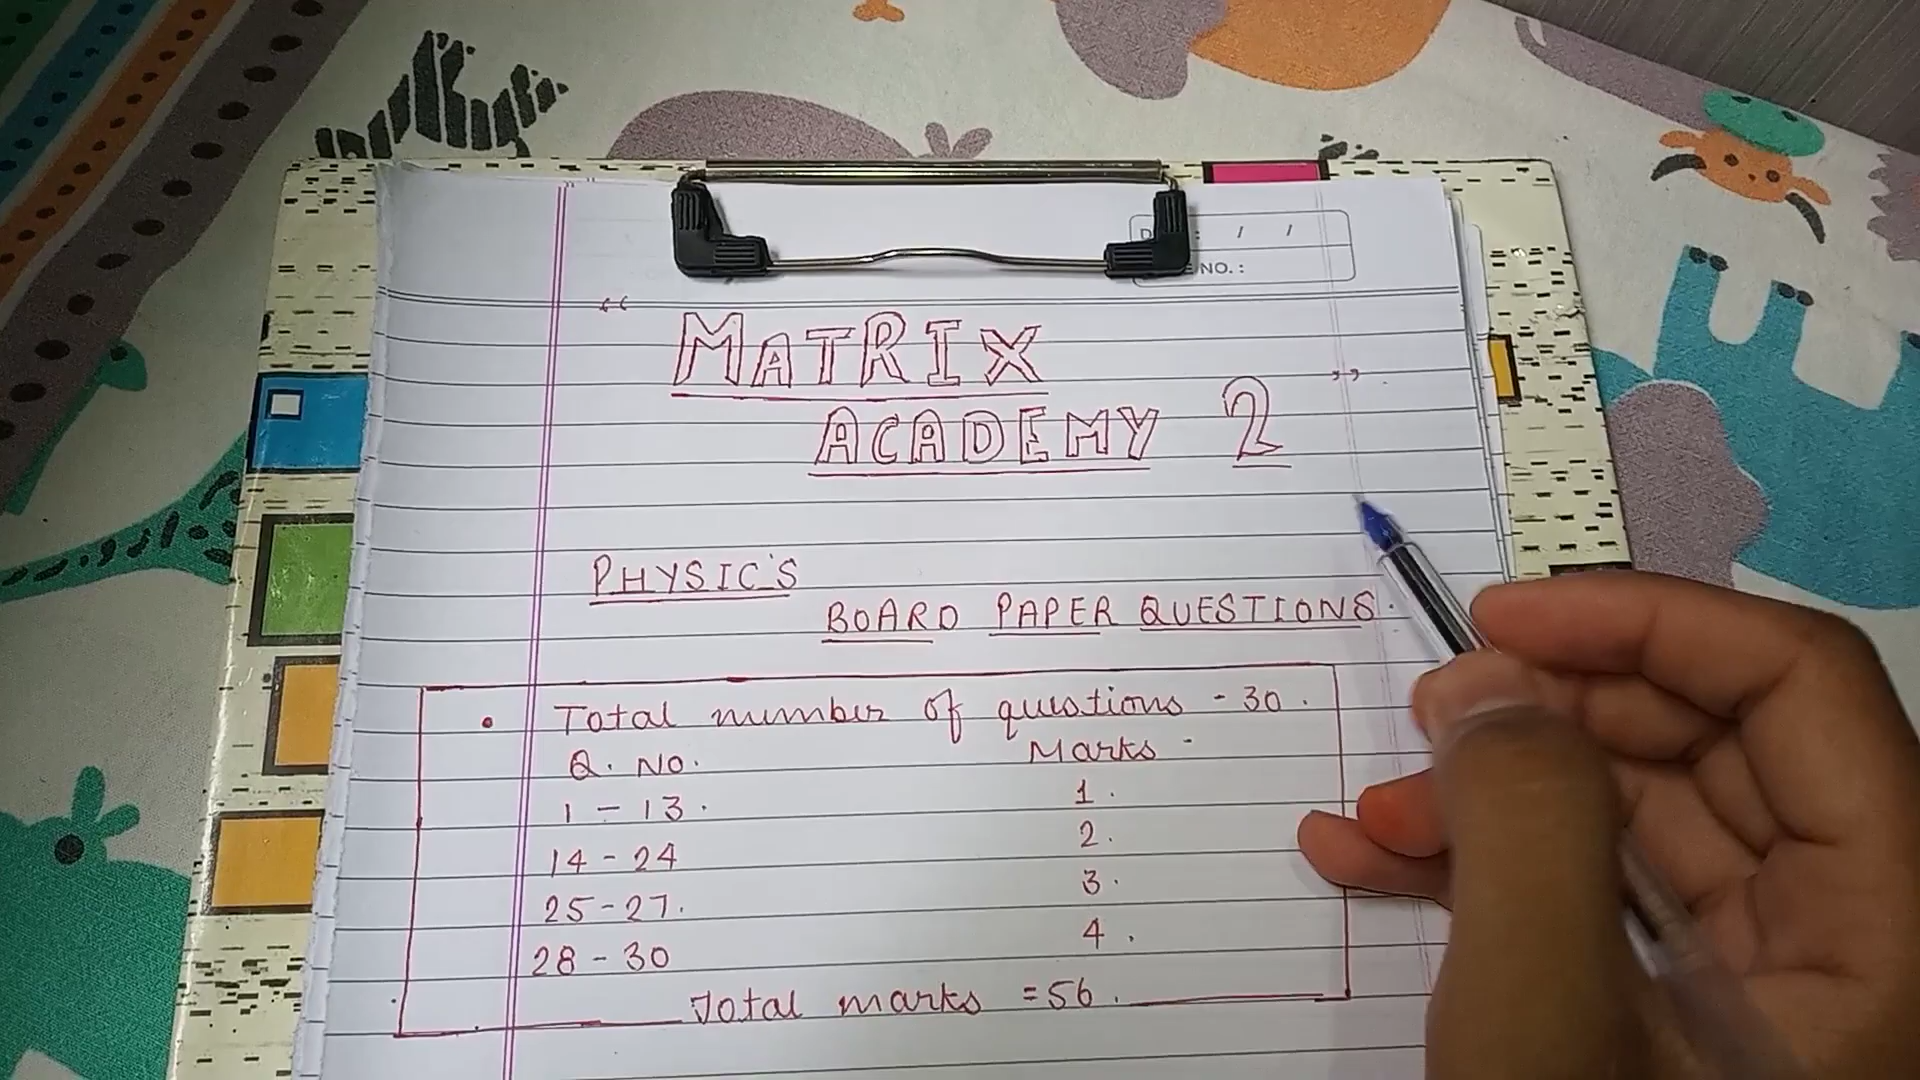 : / /
NO. :
“ MATRIX
ACADEMY 2 ”
PHYSIC'S
BOARD PAPER QUESTIONS.
• Total number of questions - 30.
Q. No. Marks -
1 - 13. 1.
14 - 24 2.
25 - 27. 3.
28 - 30 4.
Total marks = 56.